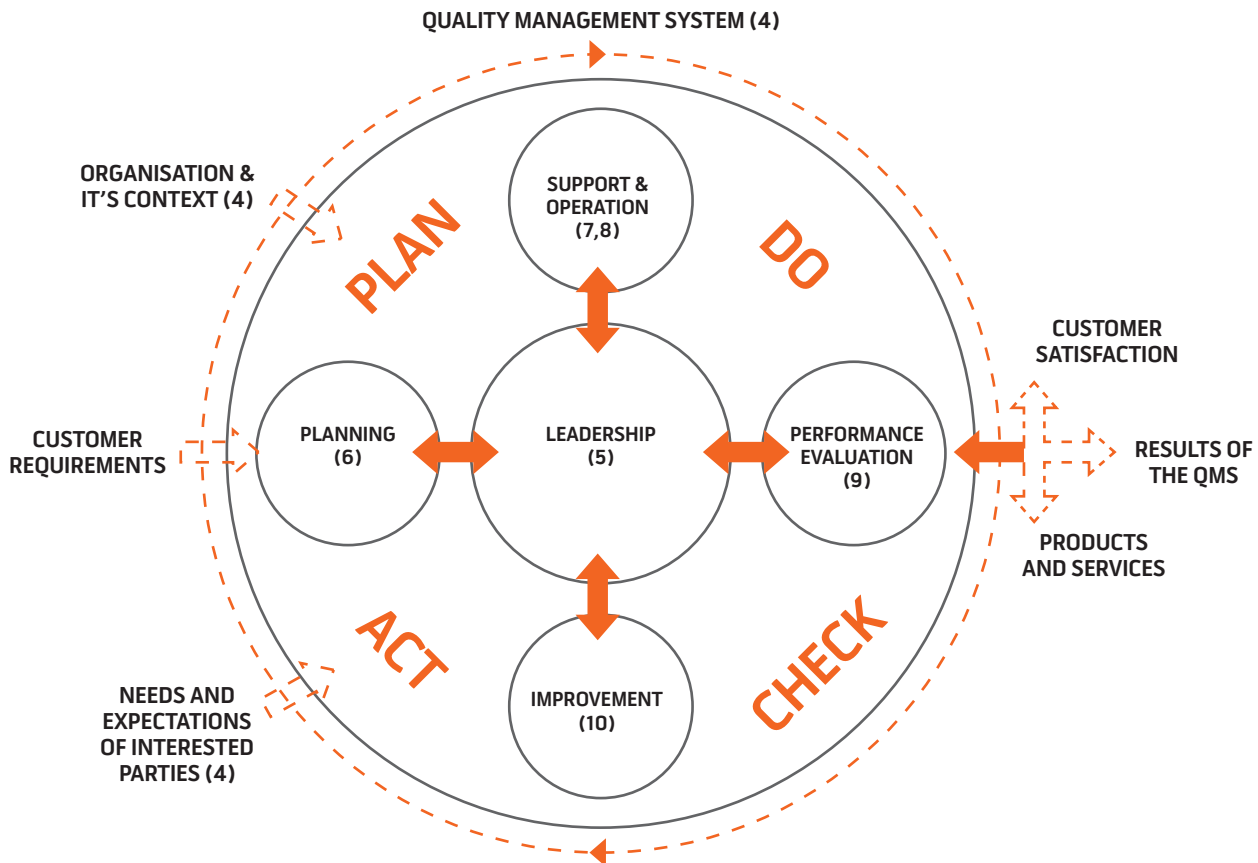 QUALITY MANAGEMENT SYSTEM (4)
ORGANISATION &
IT'S CONTEXT (4)
SUPPORT &
OPERATION
(7,8)
PLAN
DO
CUSTOMER
SATISFACTION
CUSTOMER
REQUIREMENTS
PLANNING
(6)
LEADERSHIP
(5)
PERFORMANCE
EVALUATION
(9)
RESULTS OF
THE QMS
PRODUCTS
AND SERVICES
ACT
CHECK
NEEDS AND
EXPECTATIONS
OF INTERESTED
PARTIES (4)
IMPROVEMENT
(10)